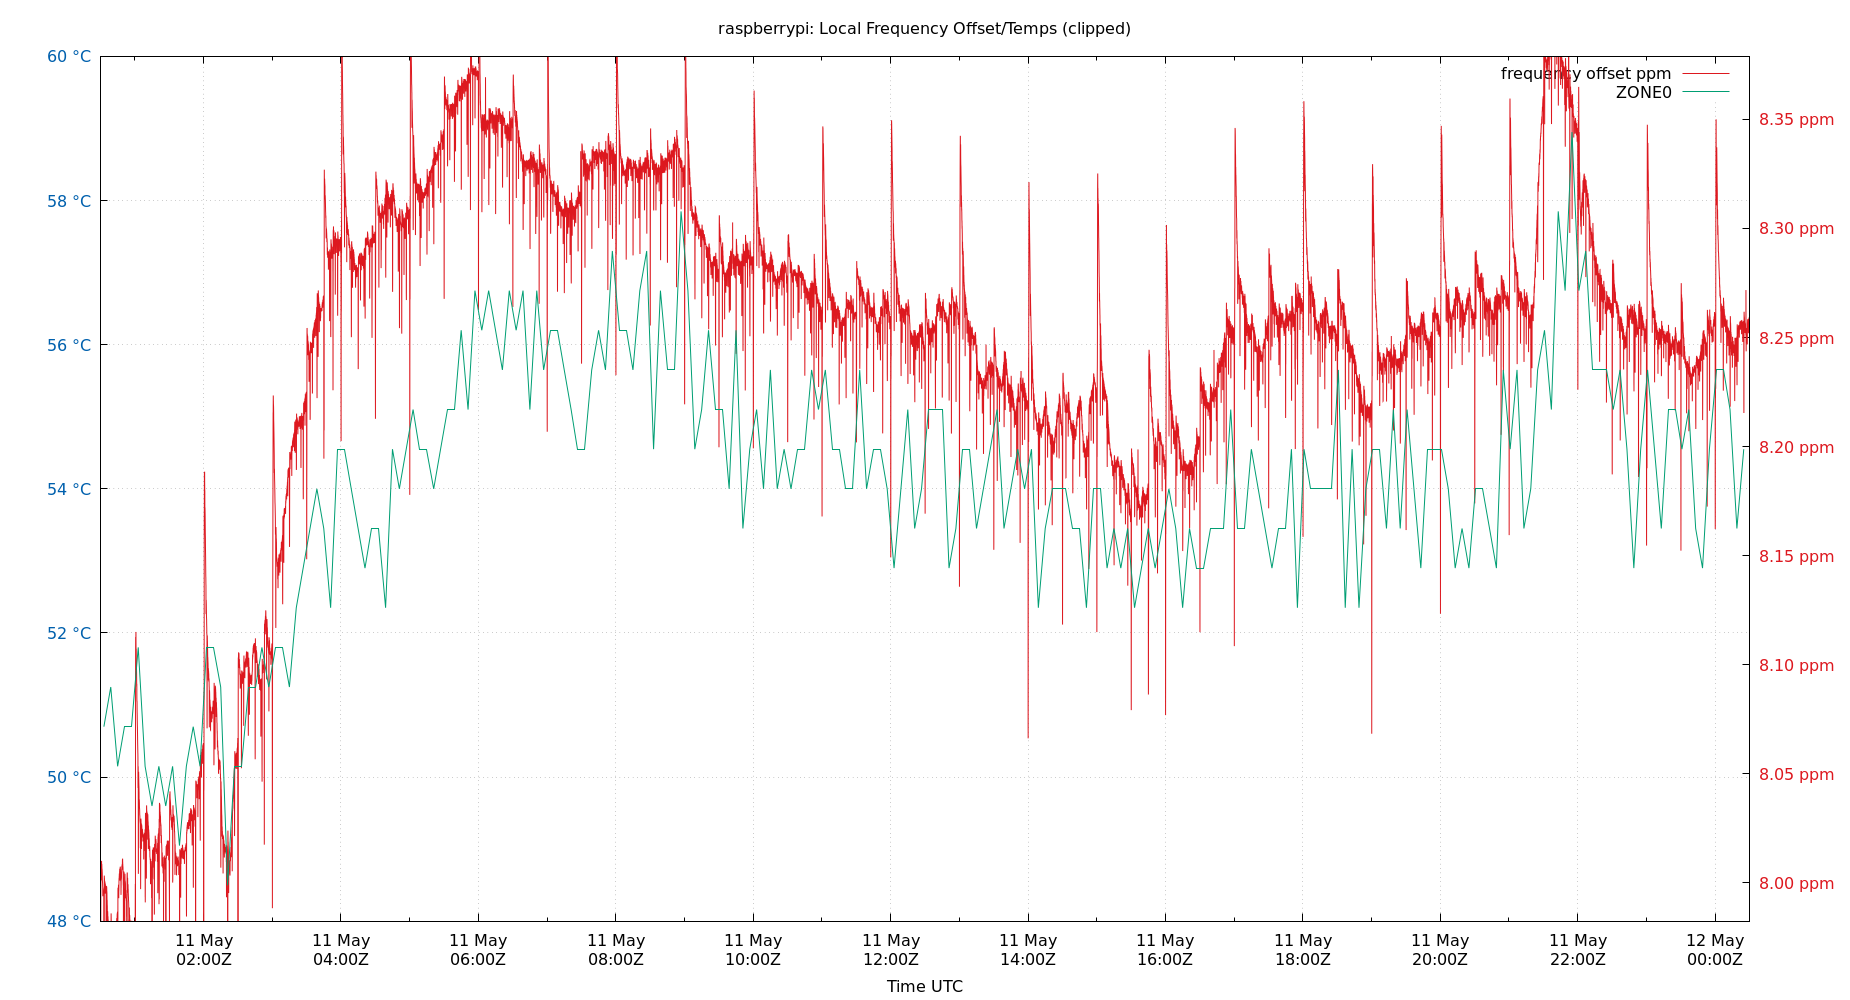 raspberrypi: Local Frequency Offset/Temps (clipped)
60 °C
58 °C
56 °C
54 °C
52 °C
50 °C
48 °C
frequency offset ppm
ZONE0
8.35 ppm
8.30 ppm
8.25 ppm
8.20 ppm
8.15 ppm
8.10 ppm
8.05 ppm
8.00 ppm
11 May 11 May 11 May 11 May 11 May 11 May 11 May 11 May 11 May 11 May 11 May 12 May
02:00Z 04:00Z 06:00Z 08:00Z 10:00Z 12:00Z 14:00Z 16:00Z 18:00Z 20:00Z 22:00Z 00:00Z
Time UTC